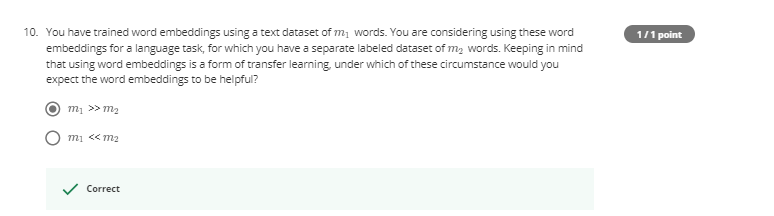 10. You have trained word embeddings using a text dataset of m₁ words. You are considering using these word
embeddings for a language task, for which you have a separate labeled dataset of m₂ words. Keeping in mind
that using word embeddings is a form of transfer learning, under which of these circumstance would you
expect the word embeddings to be helpful?
1 / 1 point
m₁ >> m₂
m₁ << m₂
Correct